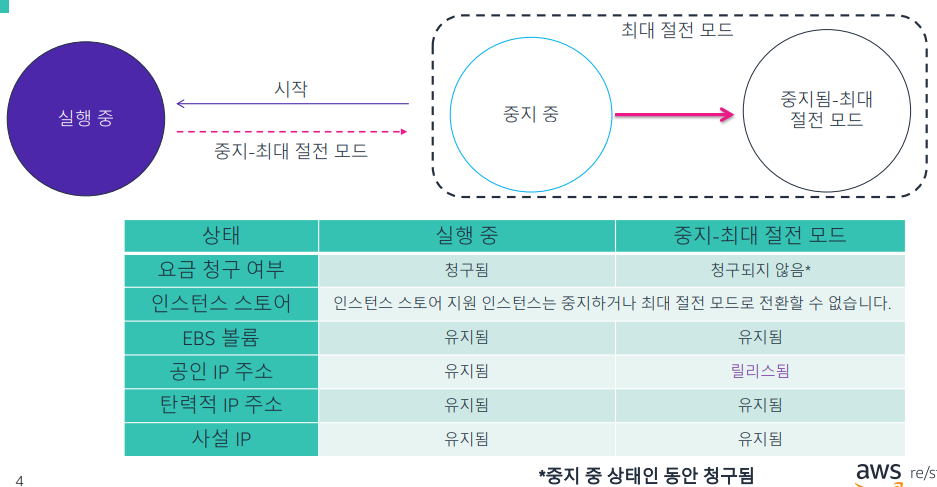 최대 절전 모드
실행 중
시작
중지-최대 절전 모드
중지 중
중지됨-최대
절전 모드
상태 실행 중 중지-최대 절전 모드
요금 청구 여부 청구됨 청구되지 않음*
인스턴스 스토어 인스턴스 스토어 지원 인스턴스는 중지하거나 최대 절전 모드로 전환할 수 없습니다.
EBS 볼륨 유지됨 유지됨
공인 IP 주소 유지됨 릴리스됨
탄력적 IP 주소 유지됨 유지됨
사설 IP 유지됨 유지됨
*중지 중 상태인 동안 청구됨
4
aws re/s